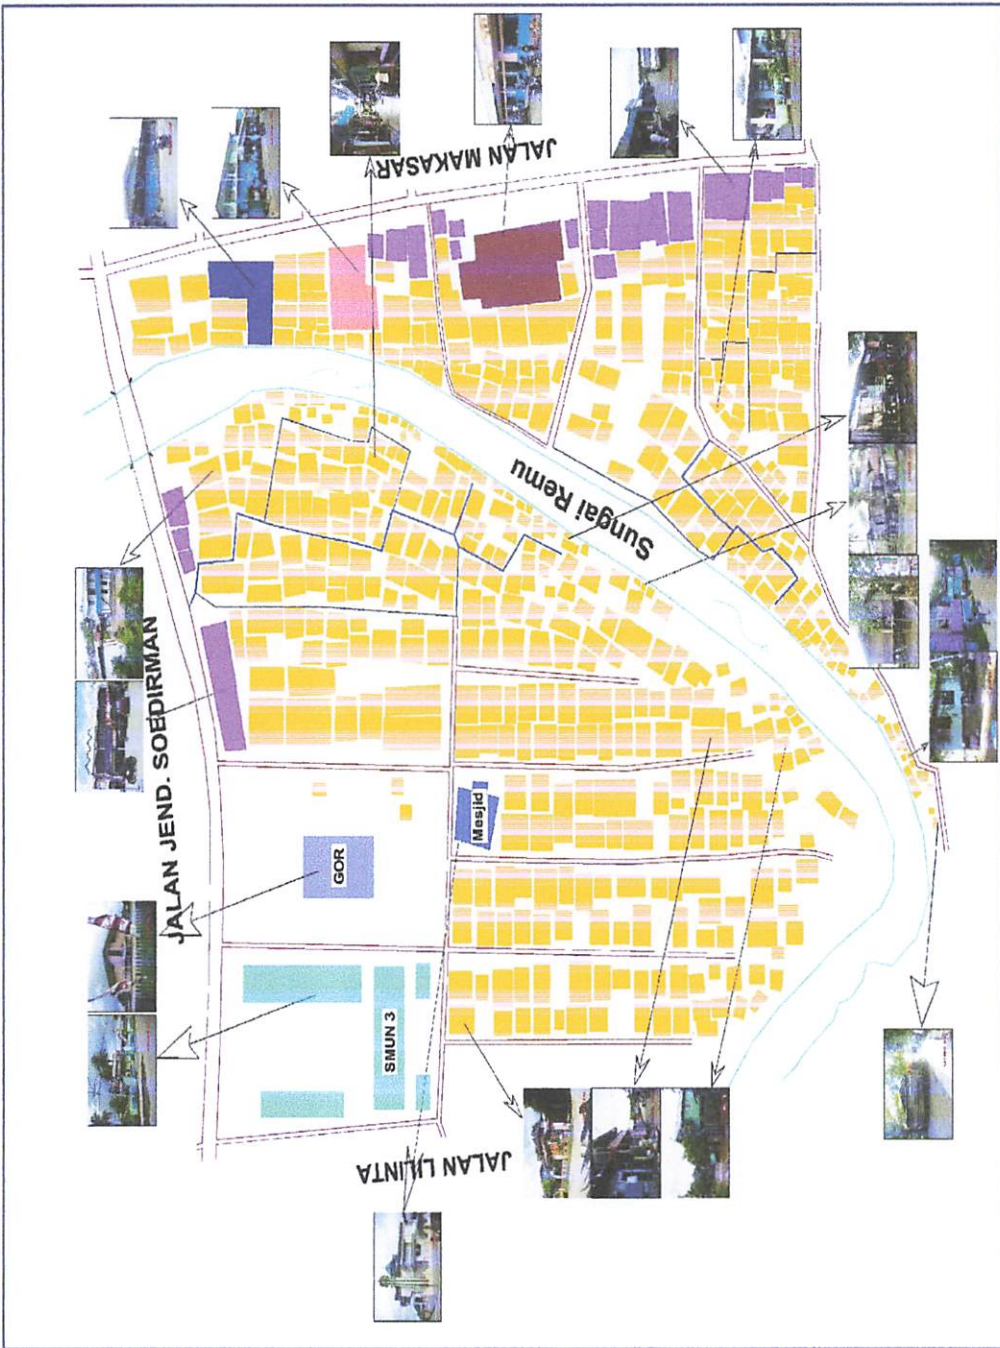 JALAN MAKASAR
JALAN JEND. SOEDIRMAN
Sungai Remu
Mesjid
GOR
SMUN 3
JALAN LILINTA